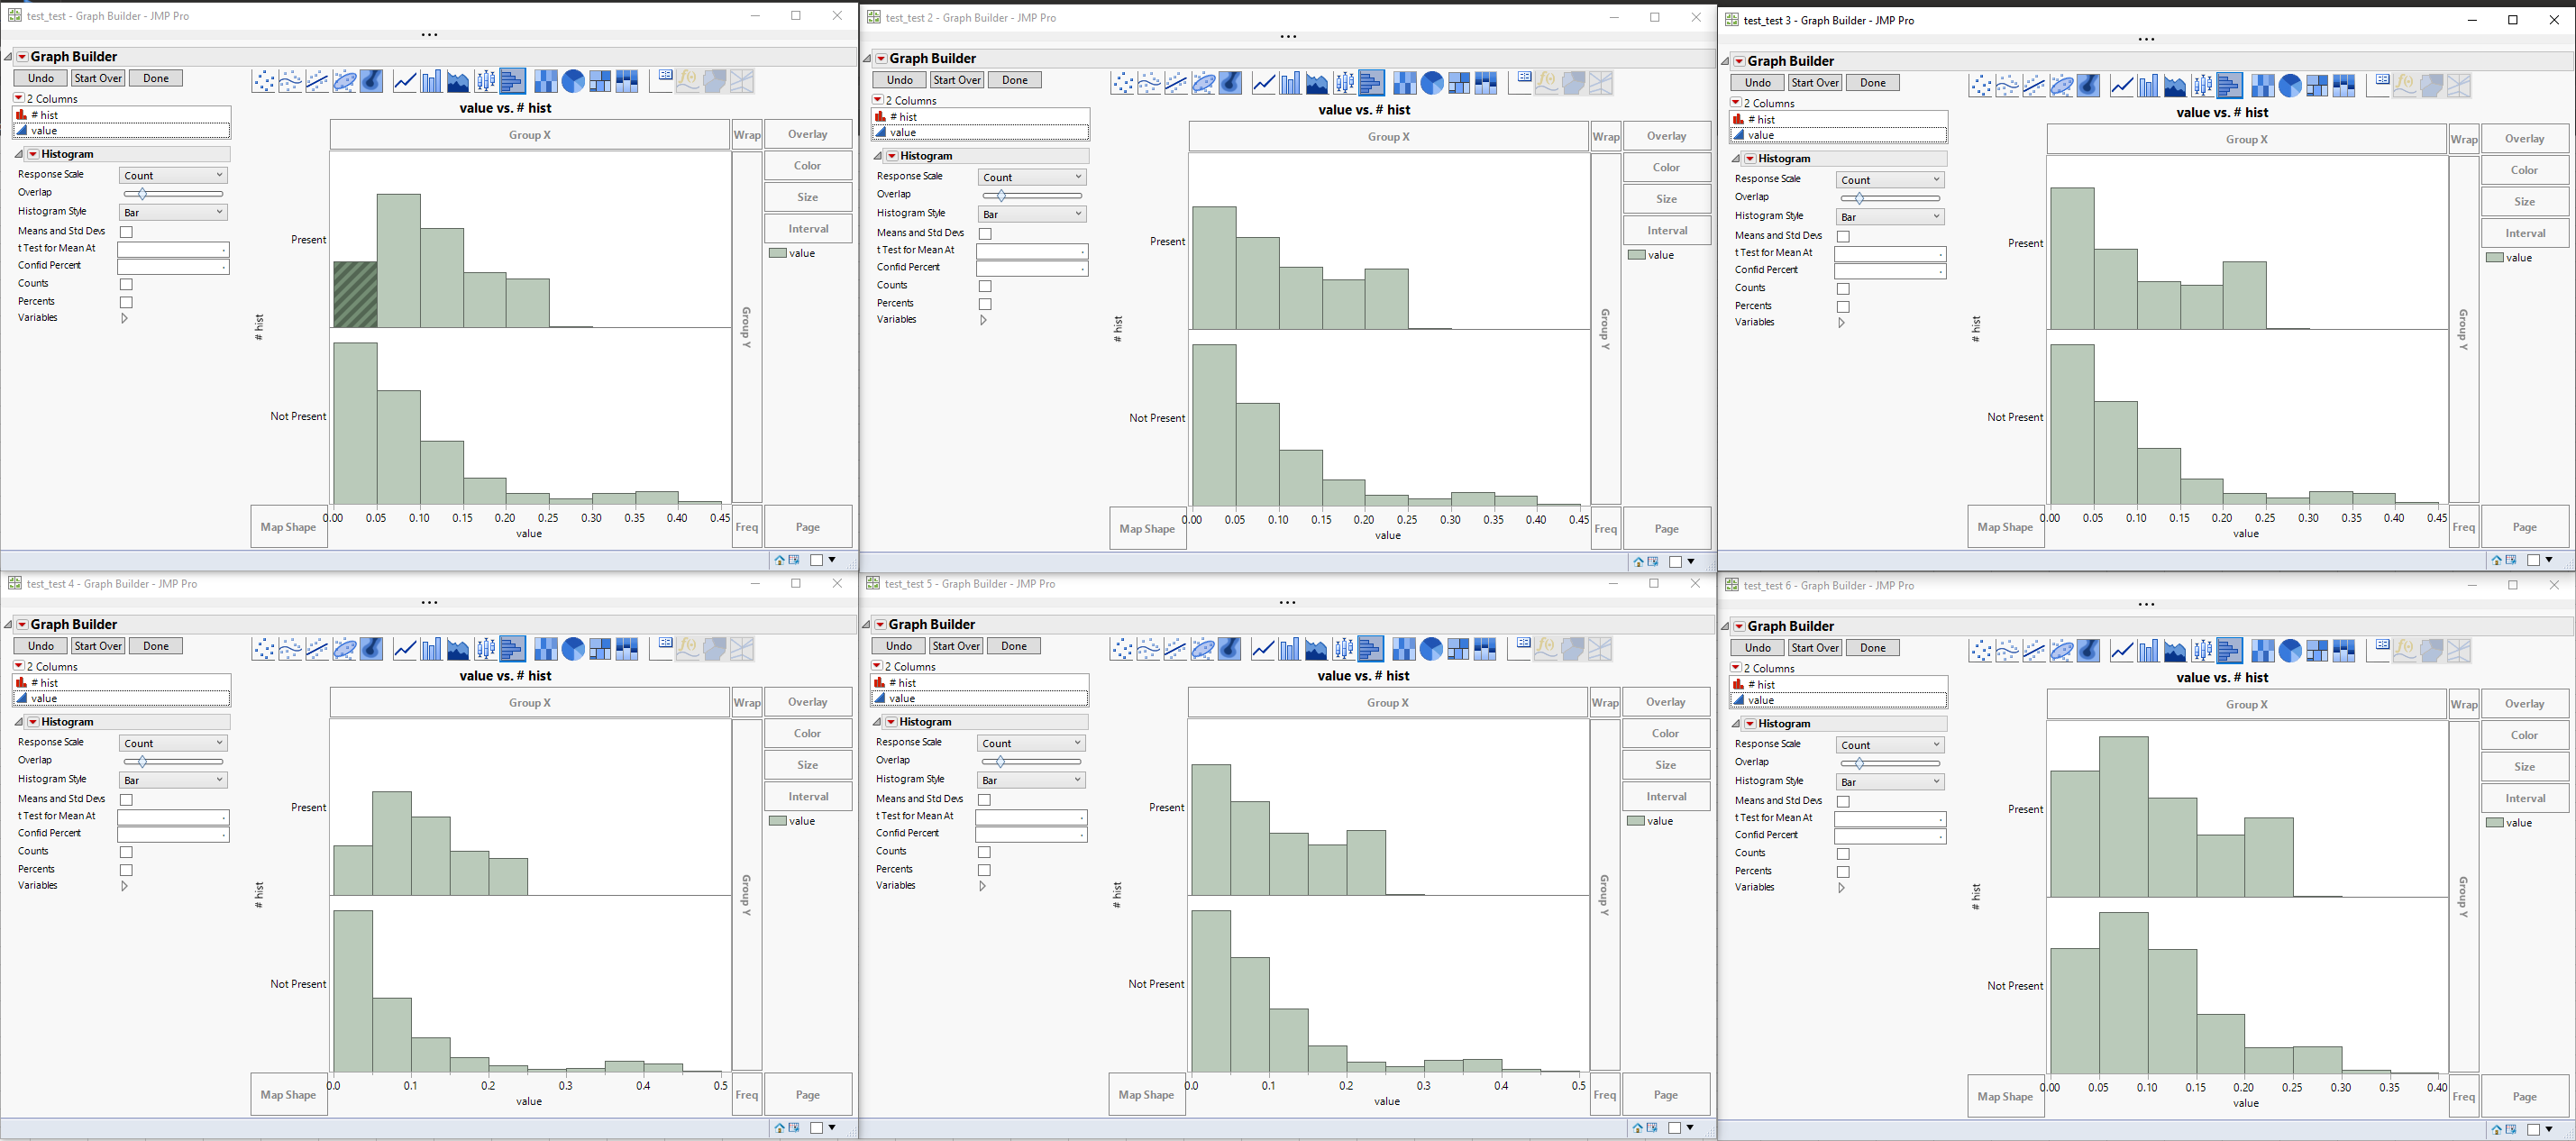 test_test - Graph Builder - JMP Pro
Graph Builder
Undo Start Over Done
2 Columns
# hist
value
Histogram
Response Scale Count
Overlap
Histogram Style Bar
Means and Std Devs
t Test for Mean At .
Confid Percent .
Counts
Percents
Variables
value vs. # hist
Group X Wrap Overlay
Color
Size
Interval
value
Present
# hist
Group Y
Not Present
Map Shape
0.00 0.05 0.10 0.15 0.20 0.25 0.30 0.35 0.40 0.45
value
Freq Page
test_test 2 - Graph Builder - JMP Pro
Graph Builder
Undo Start Over Done
2 Columns
# hist
value
Histogram
Response Scale Count
Overlap
Histogram Style Bar
Means and Std Devs
t Test for Mean At .
Confid Percent .
Counts
Percents
Variables
value vs. # hist
Group X Wrap Overlay
Color
Size
Interval
value
Present
# hist
Group Y
Not Present
Map Shape
0.00 0.05 0.10 0.15 0.20 0.25 0.30 0.35 0.40 0.45
value
Freq Page
test_test 3 - Graph Builder - JMP Pro
Graph Builder
Undo Start Over Done
2 Columns
# hist
value
Histogram
Response Scale Count
Overlap
Histogram Style Bar
Means and Std Devs
t Test for Mean At .
Confid Percent .
Counts
Percents
Variables
value vs. # hist
Group X Wrap Overlay
Color
Size
Interval
value
Present
# hist
Group Y
Not Present
Map Shape
0.00 0.05 0.10 0.15 0.20 0.25 0.30 0.35 0.40 0.45
value
Freq Page
test_test 4 - Graph Builder - JMP Pro
Graph Builder
Undo Start Over Done
2 Columns
# hist
value
Histogram
Response Scale Count
Overlap
Histogram Style Bar
Means and Std Devs
t Test for Mean At .
Confid Percent .
Counts
Percents
Variables
value vs. # hist
Group X Wrap Overlay
Color
Size
Interval
value
Present
# hist
Group Y
Not Present
Map Shape
0.0 0.1 0.2 0.3 0.4 0.5
value
Freq Page
test_test 5 - Graph Builder - JMP Pro
Graph Builder
Undo Start Over Done
2 Columns
# hist
value
Histogram
Response Scale Count
Overlap
Histogram Style Bar
Means and Std Devs
t Test for Mean At .
Confid Percent .
Counts
Percents
Variables
value vs. # hist
Group X Wrap Overlay
Color
Size
Interval
value
Present
# hist
Group Y
Not Present
Map Shape
0.0 0.1 0.2 0.3 0.4 0.5
value
Freq Page
test_test 6 - Graph Builder - JMP Pro
Graph Builder
Undo Start Over Done
2 Columns
# hist
value
Histogram
Response Scale Count
Overlap
Histogram Style Bar
Means and Std Devs
t Test for Mean At .
Confid Percent .
Counts
Percents
Variables
value vs. # hist
Group X Wrap Overlay
Color
Size
Interval
value
Present
# hist
Group Y
Not Present
Map Shape
0.00 0.05 0.10 0.15 0.20 0.25 0.30 0.35 0.40
value
Freq Page